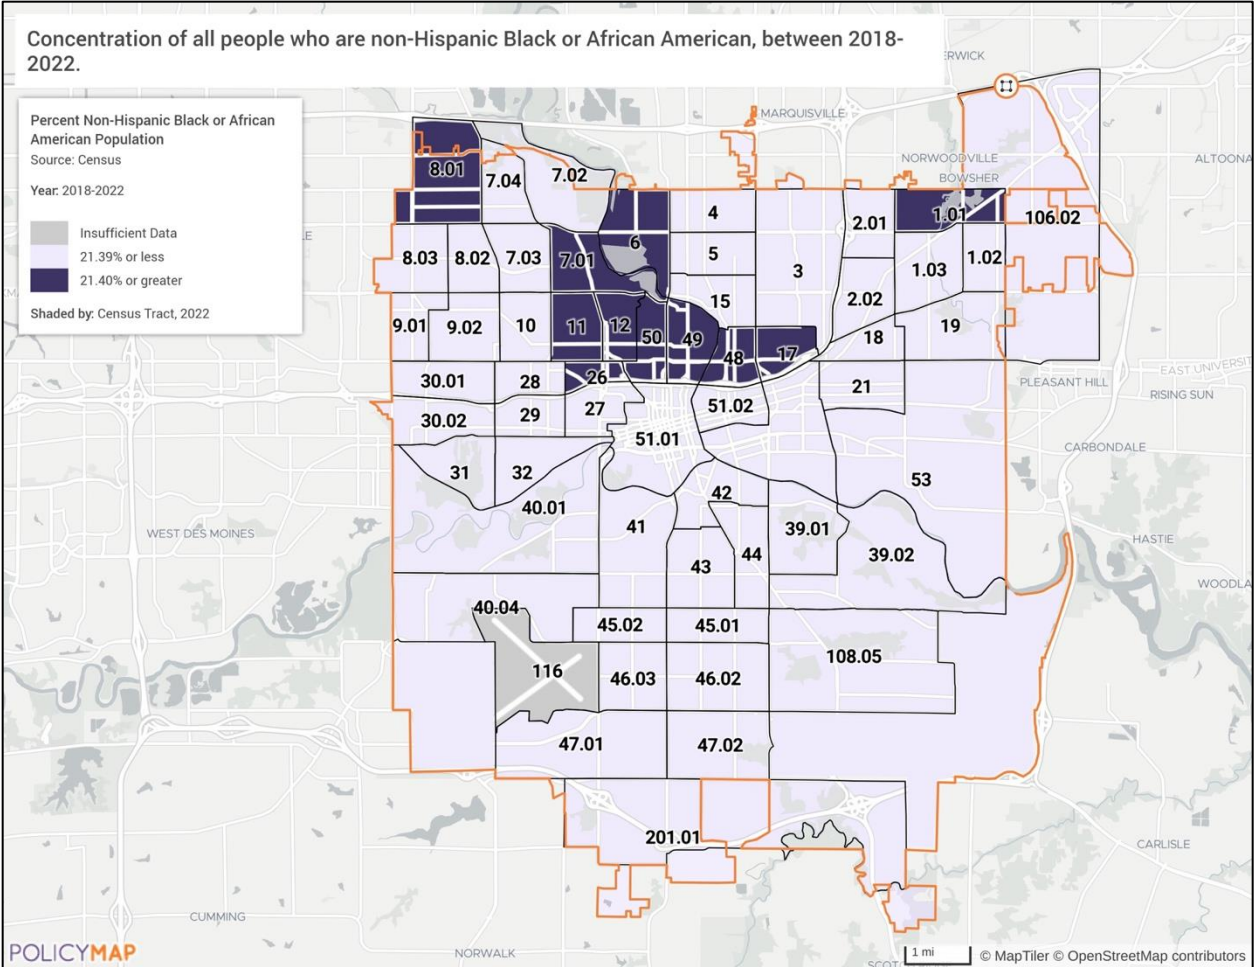 Concentration of all people who are non-Hispanic Black or African American, between 2018-
2022.
Percent Non-Hispanic Black or African
American Population
Source: Census
Year: 2018-2022
Insufficient Data
21.39% or less
21.40% or greater
Shaded by: Census Tract, 2022
ERWICK
MARQUISVILLE
NORWOODVILLE
BOWSHER
ALTOONA
8.01
7.04
7.02
4
2.01
1.01
106.02
6
5
3
8.03
8.02
7.03
7.01
1.03
1.02
15
2.02
9.01
9.02
10
11
12
50
49
18
19
48
17
26
30.01
28
21
EAST UNIVERSI
PLEASANT HILL
RISING SUN
27
51.02
30.02
29
51.01
CARBONDALE
31
32
53
42
40.01
WEST DES MOINES
41
39.01
HASTIE
44
39.02
43
WOODLA
40.04
45.02
45.01
108.05
116
46.03
46.02
47.01
47.02
201.01
CARLISLE
CUMMING
NORWALK
POLICYMAP
1 mi
© MapTiler © OpenStreetMap contributors